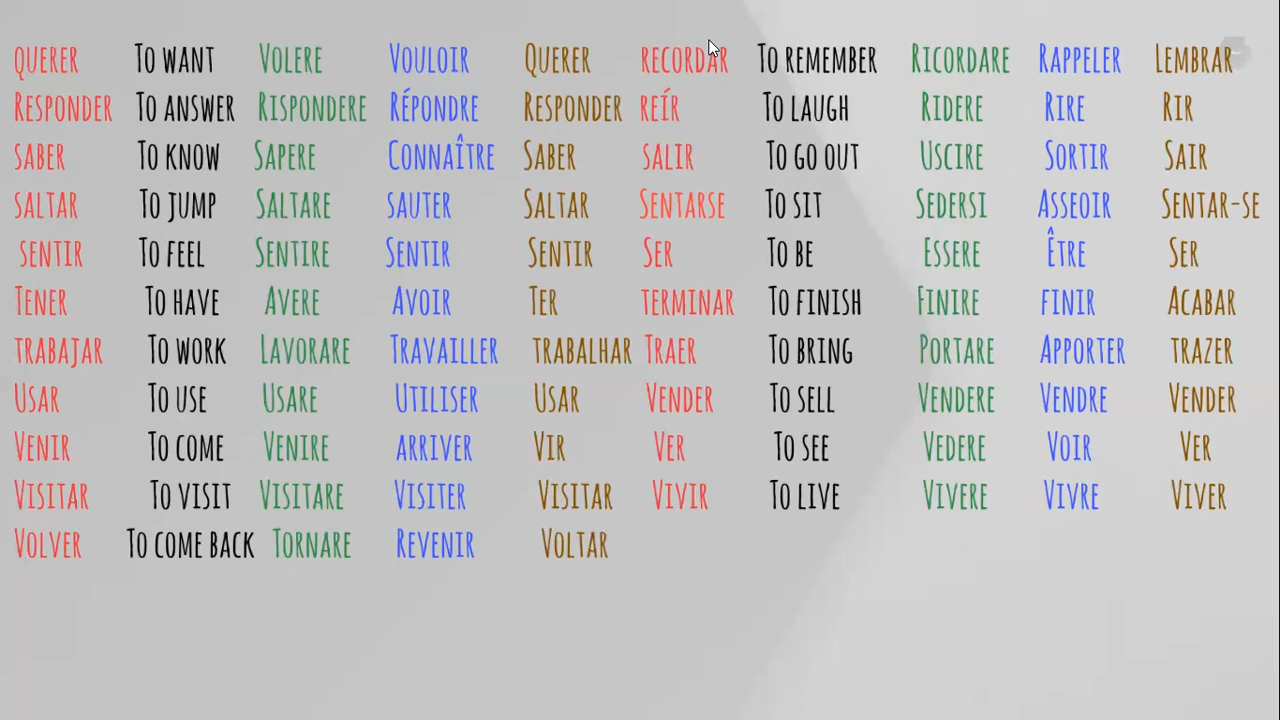 QUERER TO WANT VOLERE VOULOIR QUERER RECORDAR TO REMEMBER RICORDARE RAPPELER LEMBRAR
RESPONDER TO ANSWER RISPONDERE RÉPONDRE RESPONDER REÍR TO LAUGH RIDERE RIRE RIR
SABER TO KNOW SAPERE CONNAÎTRE SABER SALIR TO GO OUT USCIRE SORTIR SAIR
SALTAR TO JUMP SALTARE SAUTER SALTAR SENTARSE TO SIT SEDERSI ASSEOIR SENTAR-SE
SENTIR TO FEEL SENTIRE SENTIR SENTIR SER TO BE ESSERE ÊTRE SER
TENER TO HAVE AVERE AVOIR TER TERMINAR TO FINISH FINIRE FINIR ACABAR
TRABAJAR TO WORK LAVORARE TRAVAILLER TRABALHAR TRAER TO BRING PORTARE APPORTER TRAZER
USAR TO USE USARE UTILISER USAR VENDER TO SELL VENDERE VENDRE VENDER
VENIR TO COME VENIRE ARRIVER VIR VER TO SEE VEDERE VOIR VER
VISITAR TO VISIT VISITARE VISITER VISITAR VIVIR TO LIVE VIVERE VIVRE VIVER
VOLVER TO COME BACK TORNARE REVENIR VOLTAR